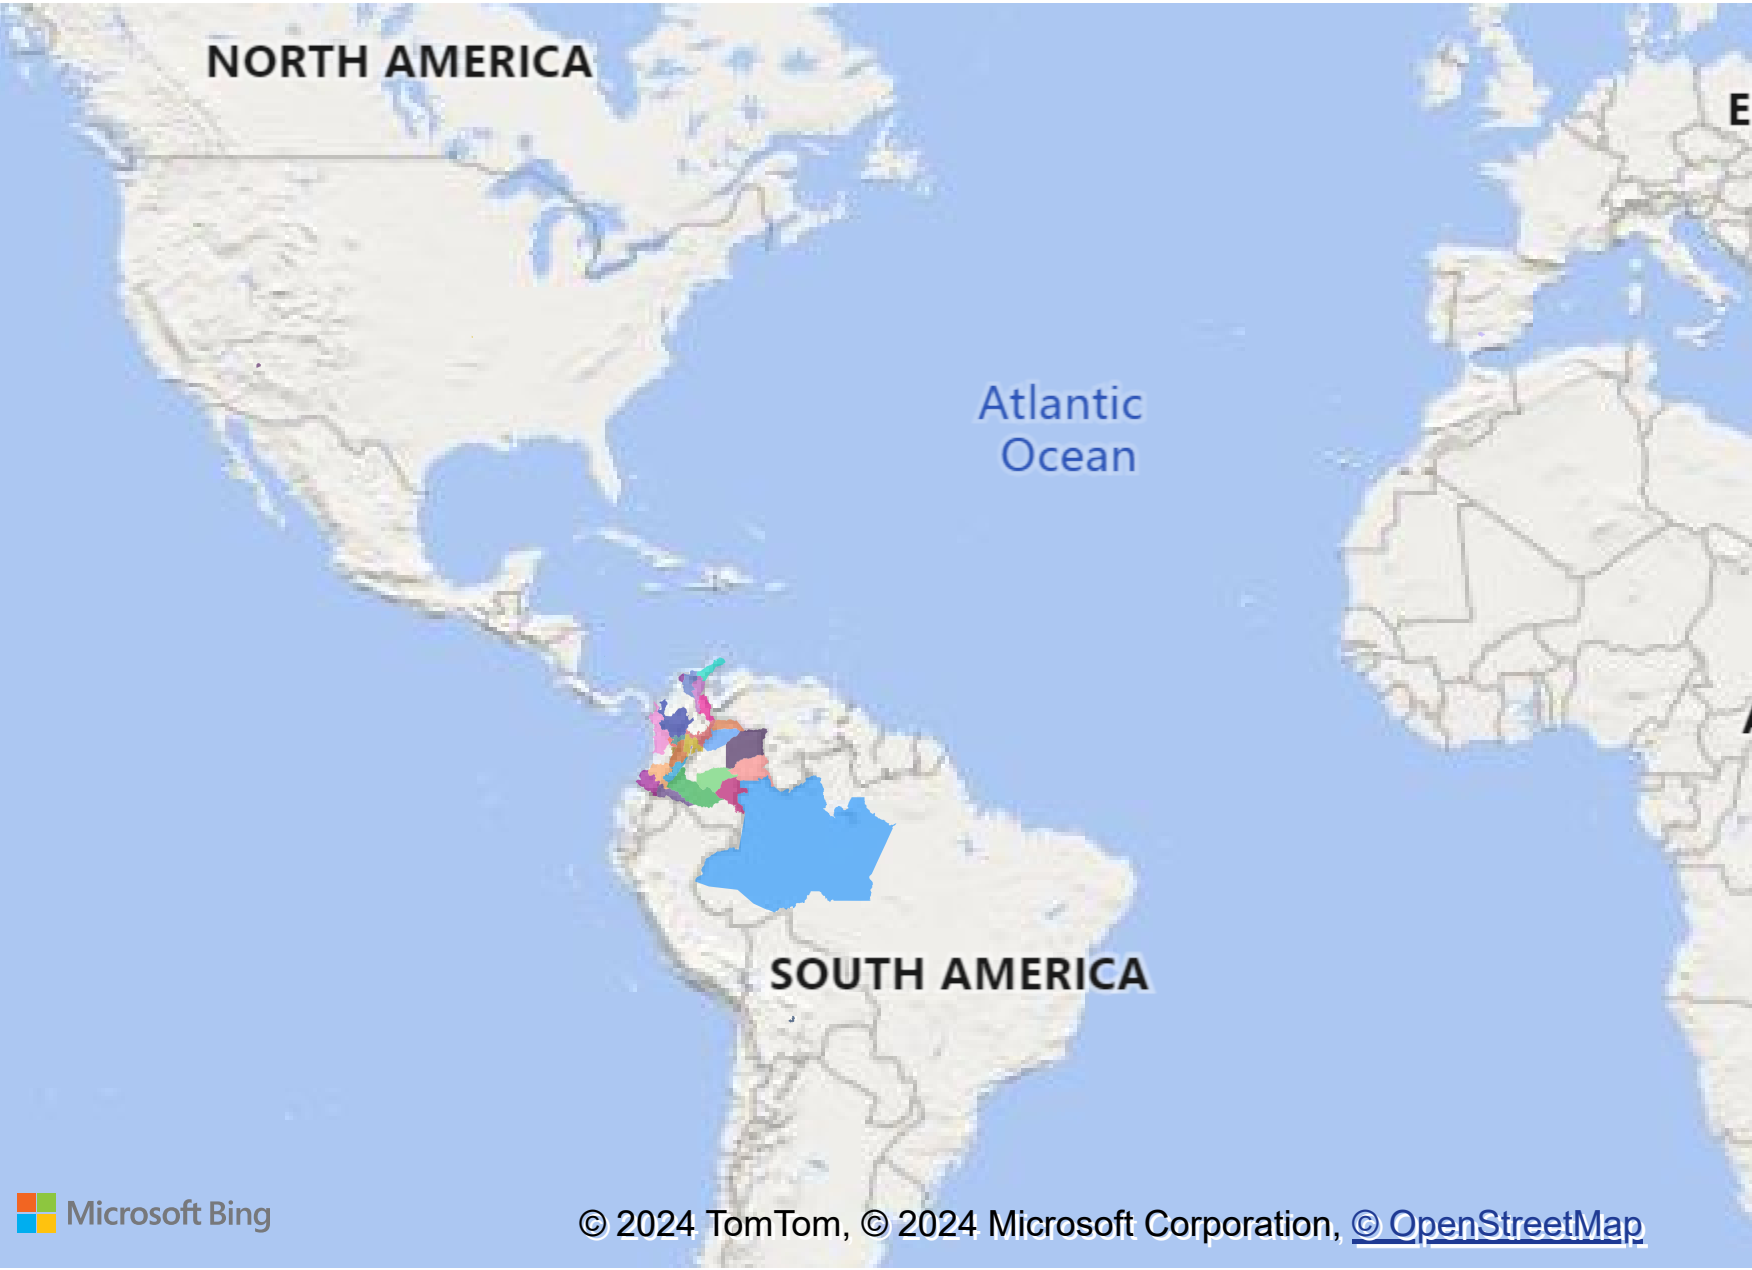 NORTH AMERICA
E
Atlantic
Ocean
A
SOUTH AMERICA
Microsoft Bing
© 2024 TomTom, © 2024 Microsoft Corporation, © OpenStreetMap